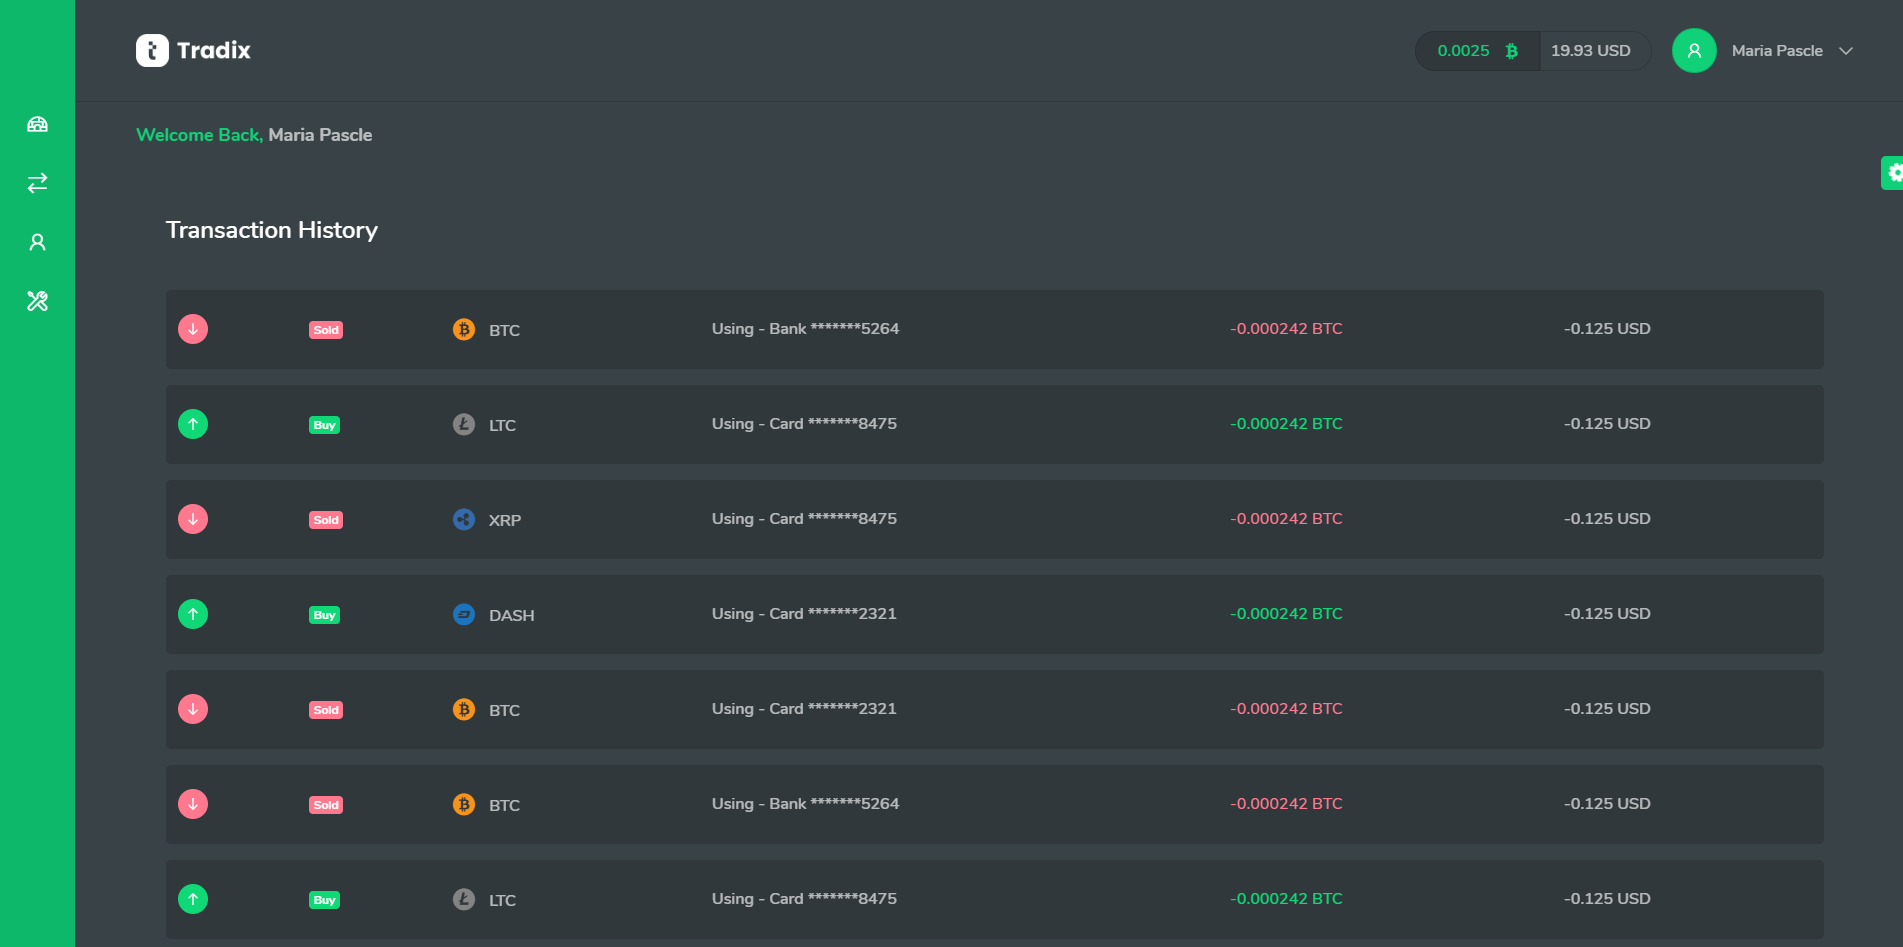 Tradix
0.0025 19.93 USD Maria Pascle
Welcome Back, Maria Pascle
Transaction History
Sold BTC Using - Bank *******5264 -0.000242 BTC -0.125 USD
Buy LTC Using - Card *******8475 -0.000242 BTC -0.125 USD
Sold XRP Using - Card *******8475 -0.000242 BTC -0.125 USD
Buy DASH Using - Card *******2321 -0.000242 BTC -0.125 USD
Sold BTC Using - Card *******2321 -0.000242 BTC -0.125 USD
Sold BTC Using - Bank *******5264 -0.000242 BTC -0.125 USD
Buy LTC Using - Card *******8475 -0.000242 BTC -0.125 USD